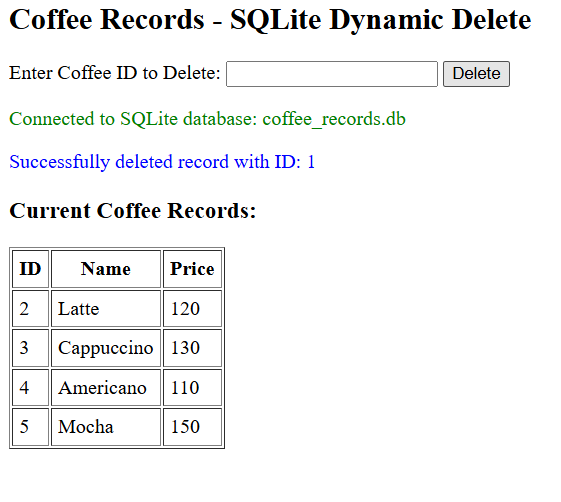 Coffee Records - SQLite Dynamic Delete
Enter Coffee ID to Delete: Delete
Connected to SQLite database: coffee_records.db
Successfully deleted record with ID: 1
Current Coffee Records:
ID Name Price
2 Latte 120
3 Cappuccino 130
4 Americano 110
5 Mocha 150